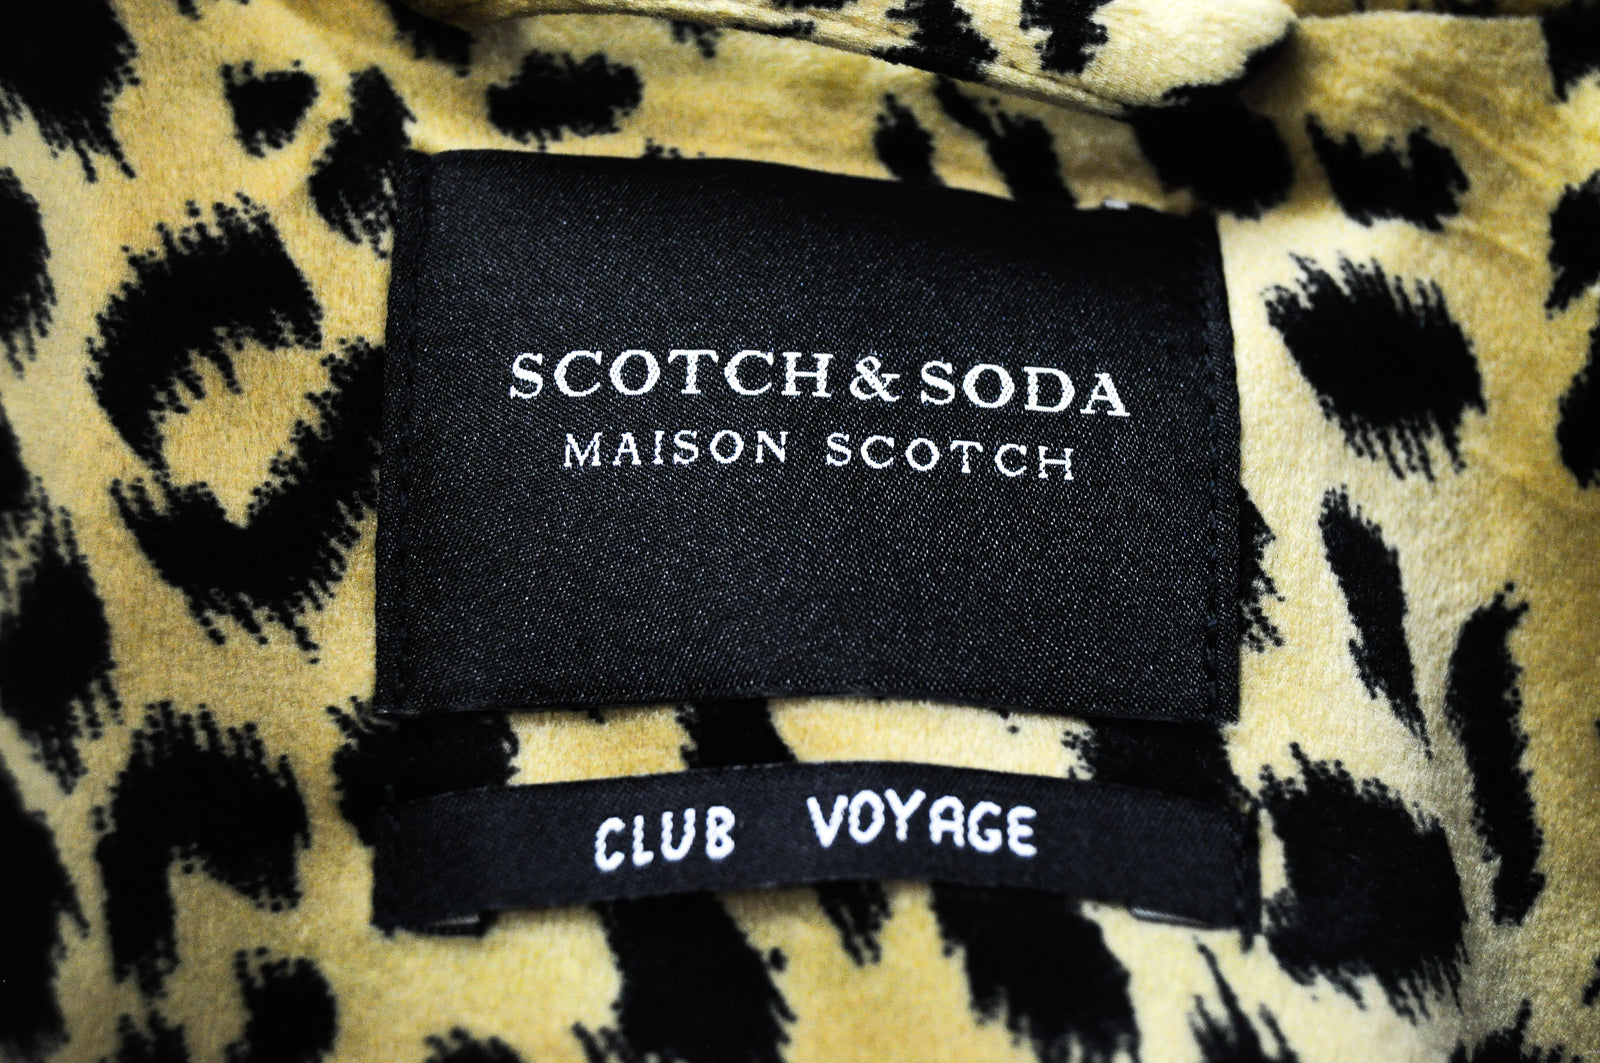 SCOTCH & SODA
MAISON SCOTCH
CLUB VOYAGE